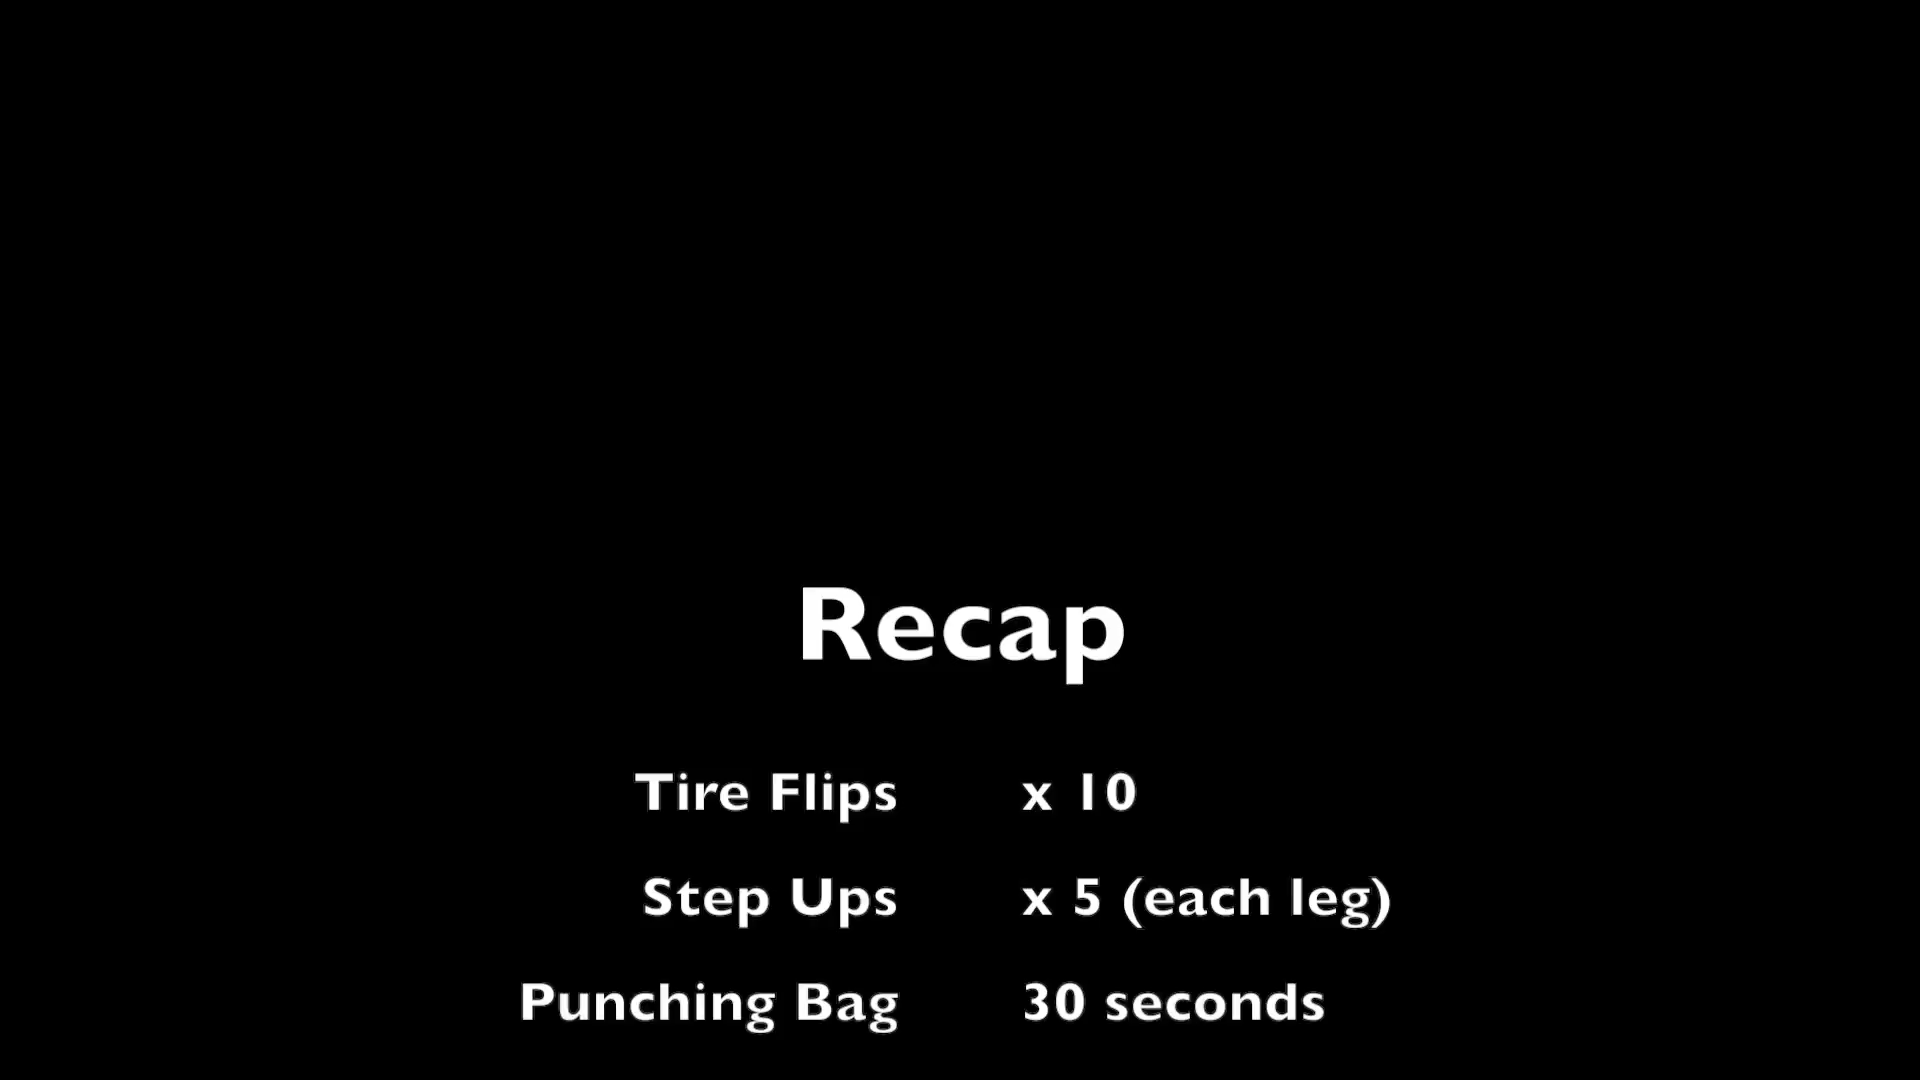 Recap
Tire Flips x 10
Step Ups x 5 (each leg)
Punching Bag 30 seconds